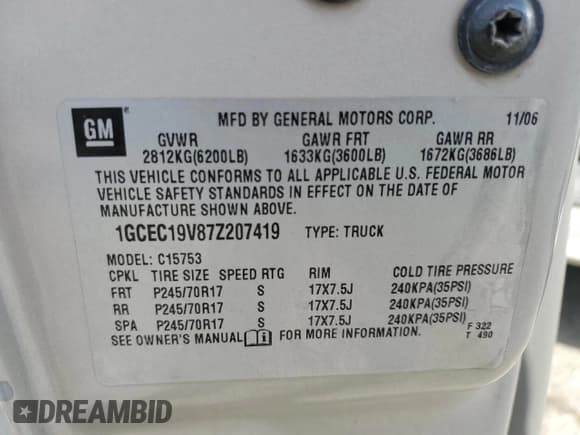 GM
MFD BY GENERAL MOTORS CORP. 11/06
GVWR GAWR FRT GAWR RR
2812KG(6200LB) 1633KG(3600LB) 1672KG(3686LB)
THIS VEHICLE CONFORMS TO ALL APPLICABLE U.S. FEDERAL MOTOR
VEHICLE SAFETY STANDARDS IN EFFECT ON THE DATE OF
MANUFACTURE SHOWN ABOVE.
1GCEC19V87Z207419 TYPE: TRUCK
MODEL: C15753
CPKL TIRE SIZE SPEED RTG RIM COLD TIRE PRESSURE
FRT P245/70R17 S 17X7.5J 240KPA(35PSI)
RR P245/70R17 S 17X7.5J 240KPA(35PSI)
SPA P245/70R17 S 17X7.5J 240KPA(35PSI)
SEE OWNER'S MANUAL FOR MORE INFORMATION. F 322
T 490
DREAMBID